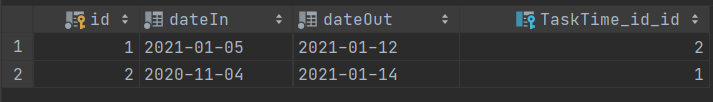 id dateIn dateOut TaskTime_id_id
1 1 2021-01-05 2021-01-12 2
2 2 2020-11-04 2021-01-14 1